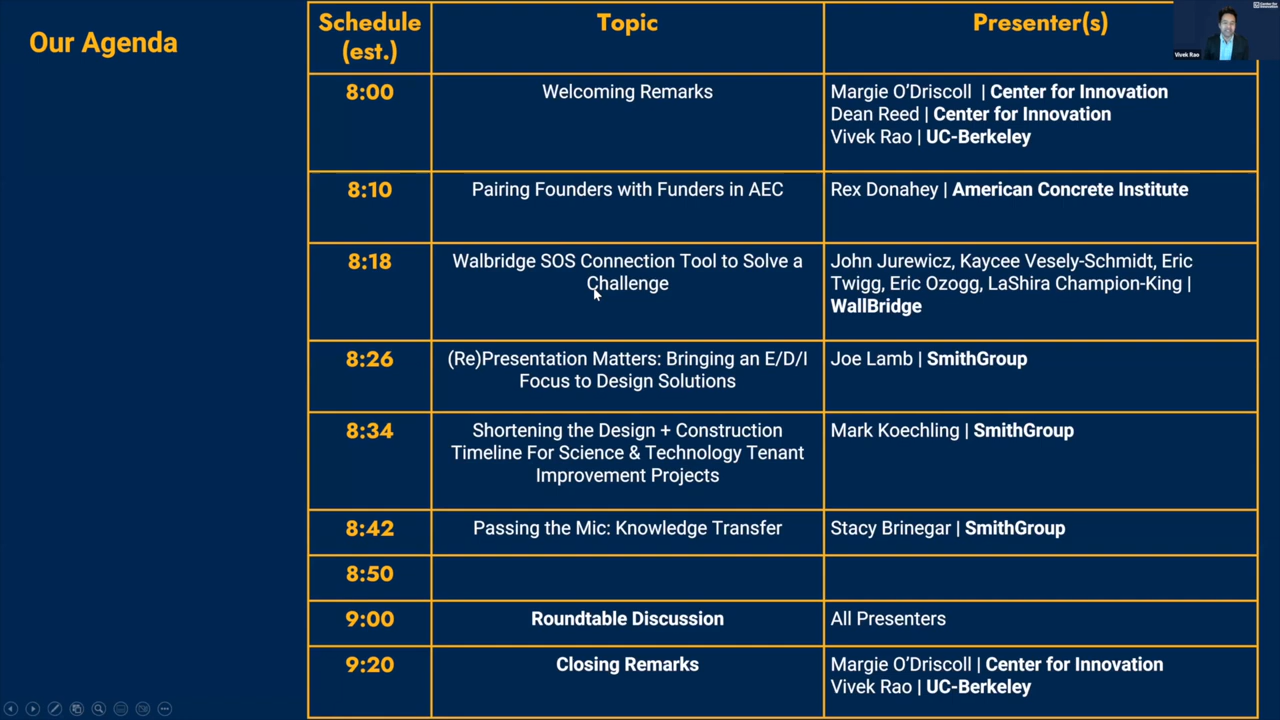 Our Agenda
Schedule
(est.)
Topic
Presenter(s)
Center for
Innovation
Vivek Rao
8:00
Welcoming Remarks
Margie O’Driscoll | Center for Innovation
Dean Reed | Center for Innovation
Vivek Rao | UC-Berkeley
8:10
Pairing Founders with Funders in AEC
Rex Donahey | American Concrete Institute
8:18
Walbridge SOS Connection Tool to Solve a
Challenge
John Jurewicz, Kaycee Vesely-Schmidt, Eric
Twigg, Eric Ozogg, LaShira Champion-King |
WallBridge
8:26
(Re)Presentation Matters: Bringing an E/D/I
Focus to Design Solutions
Joe Lamb | SmithGroup
8:34
Shortening the Design + Construction
Timeline For Science & Technology Tenant
Improvement Projects
Mark Koechling | SmithGroup
8:42
Passing the Mic: Knowledge Transfer
Stacy Brinegar | SmithGroup
8:50
9:00
Roundtable Discussion
All Presenters
9:20
Closing Remarks
Margie O’Driscoll | Center for Innovation
Vivek Rao | UC-Berkeley